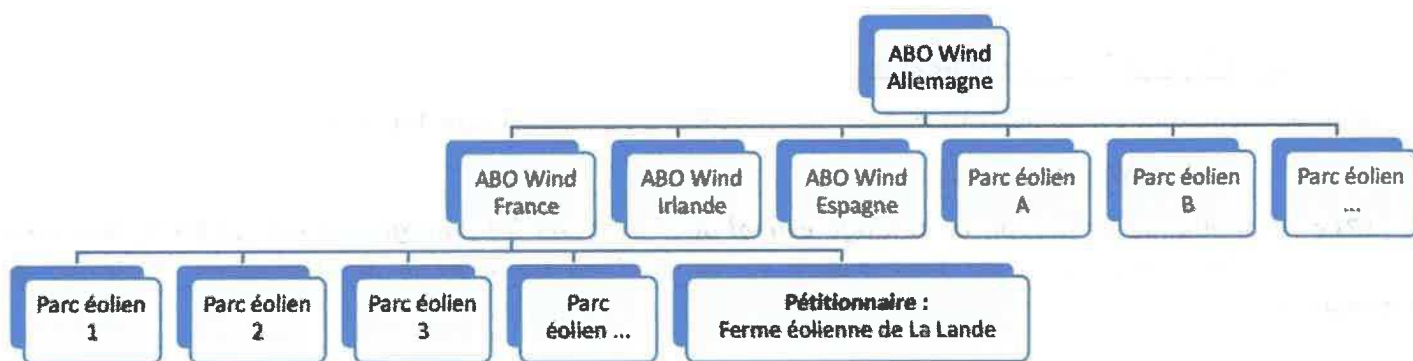 ABO Wind
Allemagne
ABO Wind
France
ABO Wind
Irlande
ABO Wind
Espagne
Parc éolien
A
Parc éolien
B
Parc éolien
...
Parc éolien
1
Parc éolien
2
Parc éolien
3
Parc
éolien ...
Pétitionnaire :
Ferme éolienne de La Lande